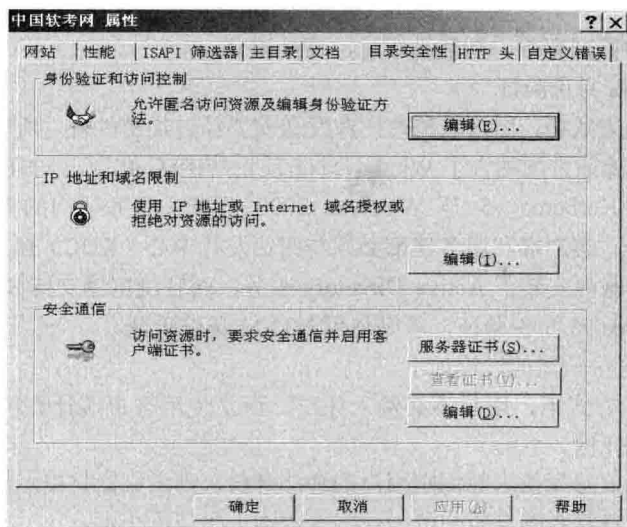 中国软考网 属性
网站 性能 ISAPI 筛选器 主目录 文档 目录安全性 HTTP 头 自定义错误
身份验证和访问控制
允许匿名访问资源及编辑身份验证方
法。
编辑(E)...
IP 地址和域名限制
使用 IP 地址或 Internet 域名授权或
拒绝对资源的访问。
编辑(I)...
安全通信
访问资源时，要求安全通信并启用客
户端证书。
服务器证书(S)...
查看证书(V)...
编辑(D)...
确定 取消 应用(A) 帮助